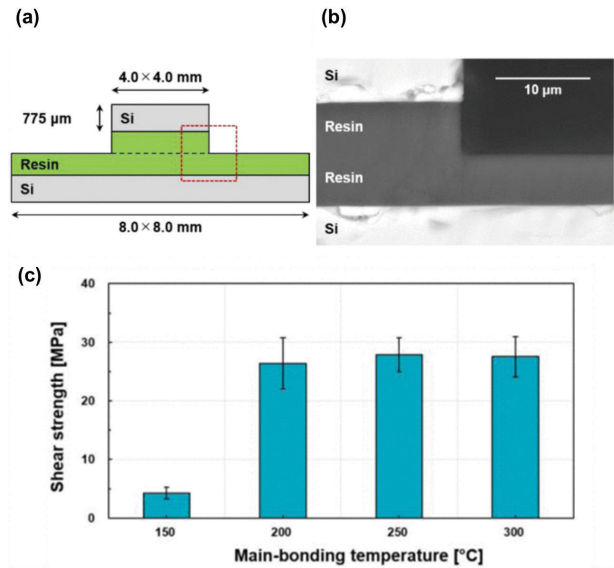 (a)
4.0×4.0 mm
775 µm
Si
Resin
Si
8.0×8.0 mm
(b)
Si
10 µm
Resin
Resin
Si
(c)
Shear strength [MPa]
40
30
20
10
0
150
200
250
300
Main-bonding temperature [°C]